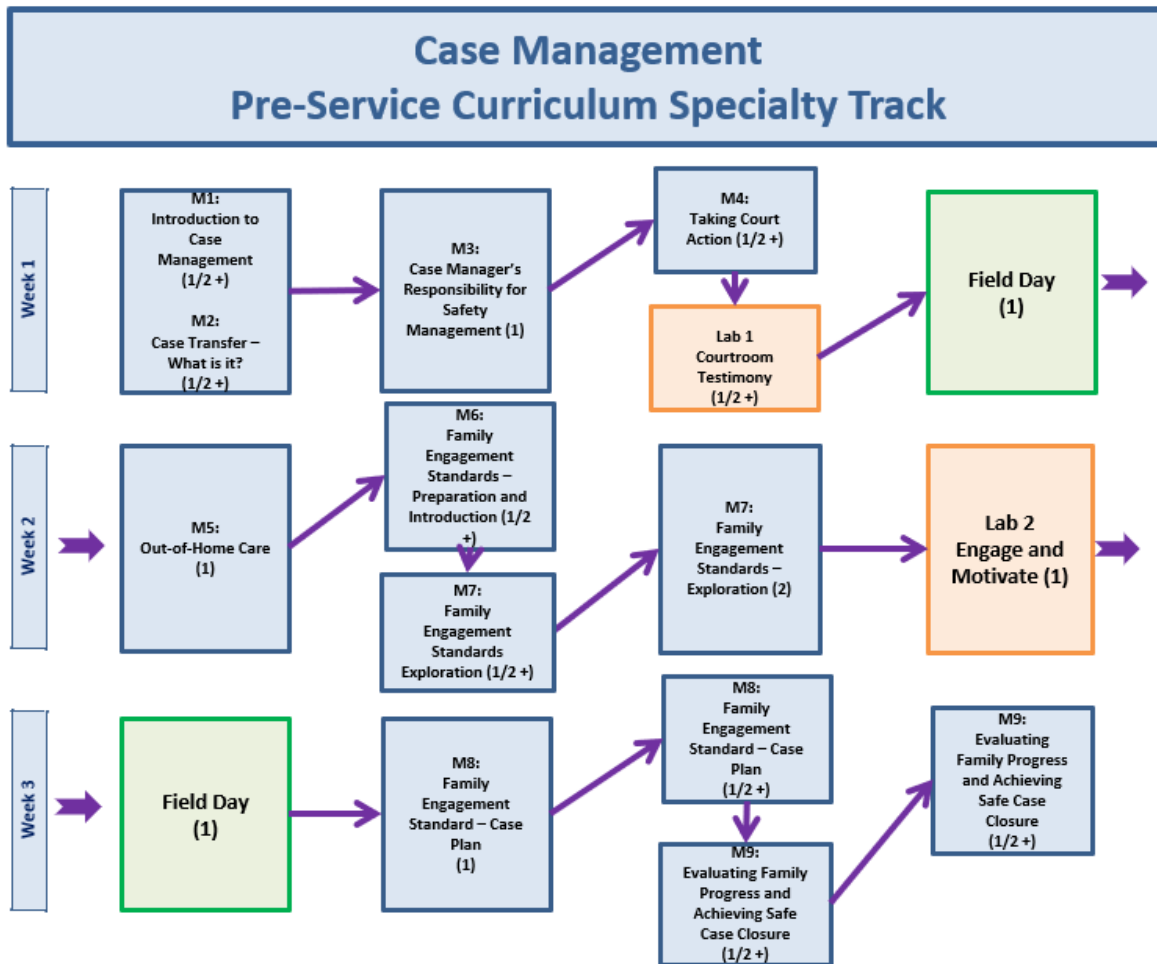 Case Management
Pre-Service Curriculum Specialty Track
Week 1
M1:
Introduction to
Case
Management
(1/2 +)
M2:
Case Transfer –
What is it?
(1/2 +)
M3:
Case Manager’s
Responsibility for
Safety
Management (1)
M4:
Taking Court
Action (1/2 +)
Lab 1
Courtroom
Testimony
(1/2 +)
Field Day
(1)
Week 2
M5:
Out-of-Home Care
(1)
M6:
Family
Engagement
Standards –
Preparation and
Introduction (1/2
+)
M7:
Family
Engagement
Standards
Exploration (1/2 +)
M7:
Family
Engagement
Standards –
Exploration (2)
Lab 2
Engage and
Motivate (1)
Week 3
Field Day
(1)
M8:
Family
Engagement
Standard – Case
Plan
(1)
M8:
Family
Engagement
Standard – Case
Plan
(1/2 +)
M9:
Evaluating Family
Progress and
Achieving Safe
Case Closure
(1/2 +)
M9:
Evaluating
Family Progress
and Achieving
Safe Case
Closure
(1/2 +)